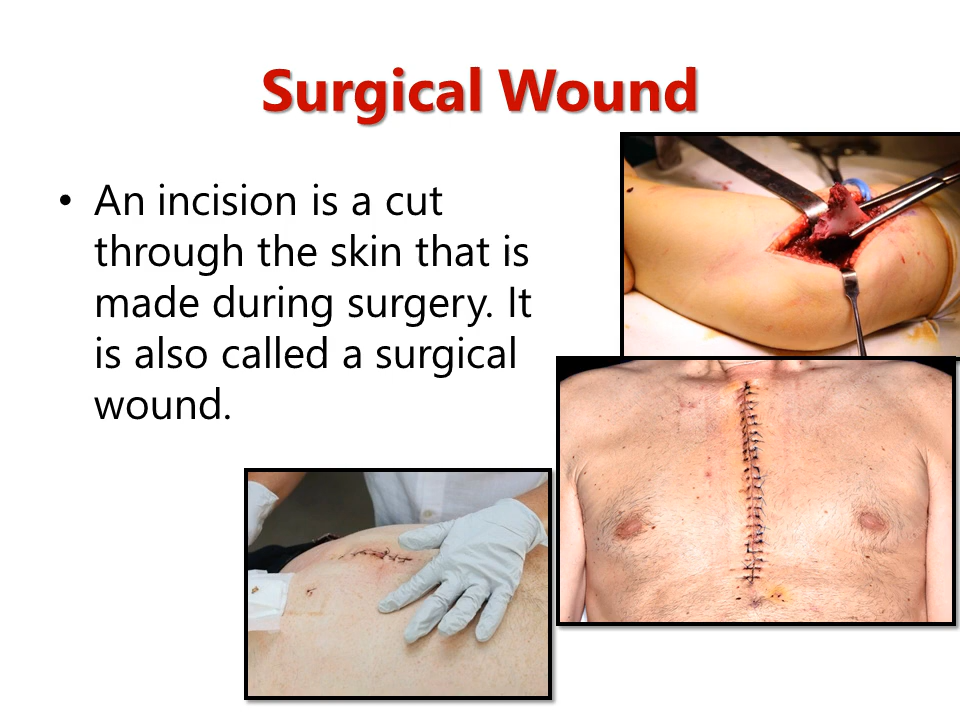 Surgical Wound
• An incision is a cut
through the skin that is
made during surgery. It
is also called a surgical
wound.